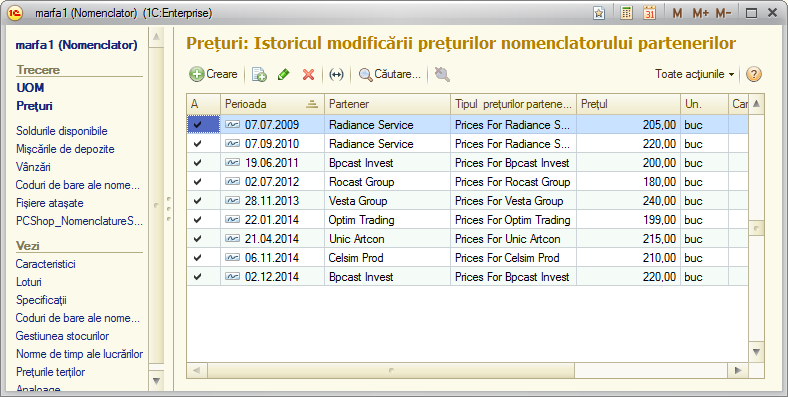 marfa1 (Nomenclator) (1C:Enterprise)
M M+ M-
marfa1 (Nomenclator)
Trecere
UOM
Prețuri
Soldurile disponibile
Mișcările de depozite
Vânzări
Coduri de bare ale nome...
Fișiere atașate
PCShop_NomenclatureS...
Vezi
Caracteristici
Loturi
Specificații
Coduri de bare ale nome...
Gestiunea stocurilor
Norme de timp ale lucrărilor
Prețurile terților
Analoage
Prețuri: Istoricul modificării prețurilor nomenclatorului partenerilor
Creare Căutare... Toate acțiunile
A Perioada Partener Tipul prețurilor partene... Prețul Un. Car
07.07.2009 Radiance Service Prices For Radiance S... 205,00 buc
07.09.2010 Radiance Service Prices For Radiance S... 220,00 buc
19.06.2011 Bpcast Invest Prices For Bpcast Invest 200,00 buc
02.07.2012 Rocast Group Prices For Rocast Group 180,00 buc
28.11.2013 Vesta Group Prices For Vesta Group 240,00 buc
22.01.2014 Optim Trading Prices For Optim Trading 199,00 buc
21.04.2014 Unic Artcon Prices For Unic Artcon 215,00 buc
06.11.2014 Celsim Prod Prices For Celsim Prod 210,00 buc
02.12.2014 Bpcast Invest Prices For Bpcast Invest 220,00 buc